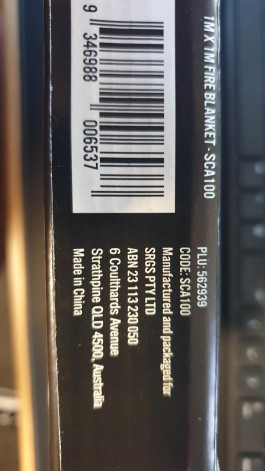 1M X 1M FIRE BLANKET - SCA100
9 346988 006537
PLU: 562939
CODE: SCA100
Manufactured and packaged for
SRGS PTY LTD
ABN 23 113 230 050
6 Coulthards Avenue
Strathpine QLD 4500, Australia
Made in China